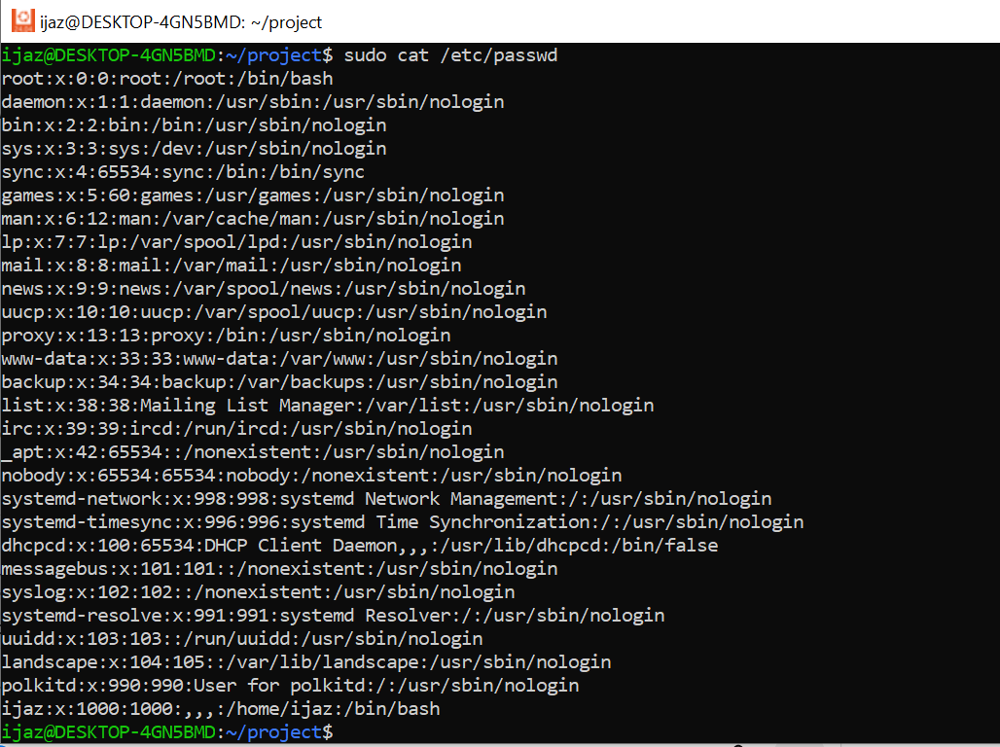 ijaz@DESKTOP-4GN5BMD: ~/project
ijaz@DESKTOP-4GN5BMD:~/project$ sudo cat /etc/passwd
root:x:0:0:root:/root:/bin/bash
daemon:x:1:1:daemon:/usr/sbin:/usr/sbin/nologin
bin:x:2:2:bin:/bin:/usr/sbin/nologin
sys:x:3:3:sys:/dev:/usr/sbin/nologin
sync:x:4:65534:sync:/bin:/bin/sync
games:x:5:60:games:/usr/games:/usr/sbin/nologin
man:x:6:12:man:/var/cache/man:/usr/sbin/nologin
lp:x:7:7:lp:/var/spool/lpd:/usr/sbin/nologin
mail:x:8:8:mail:/var/mail:/usr/sbin/nologin
news:x:9:9:news:/var/spool/news:/usr/sbin/nologin
uucp:x:10:10:uucp:/var/spool/uucp:/usr/sbin/nologin
proxy:x:13:13:proxy:/bin:/usr/sbin/nologin
www-data:x:33:33:www-data:/var/www:/usr/sbin/nologin
backup:x:34:34:backup:/var/backups:/usr/sbin/nologin
list:x:38:38:Mailing List Manager:/var/list:/usr/sbin/nologin
irc:x:39:39:ircd:/run/ircd:/usr/sbin/nologin
_apt:x:42:65534::/nonexistent:/usr/sbin/nologin
nobody:x:65534:65534:nobody:/nonexistent:/usr/sbin/nologin
systemd-network:x:998:998:systemd Network Management:/:/usr/sbin/nologin
systemd-timesync:x:996:996:systemd Time Synchronization:/:/usr/sbin/nologin
dhcpcd:x:100:65534:DHCP Client Daemon,,,:/usr/lib/dhcpcd:/bin/false
messagebus:x:101:101::/nonexistent:/usr/sbin/nologin
syslog:x:102:102::/nonexistent:/usr/sbin/nologin
systemd-resolve:x:991:991:systemd Resolver:/:/usr/sbin/nologin
uuidd:x:103:103::/run/uuidd:/usr/sbin/nologin
landscape:x:104:105::/var/lib/landscape:/usr/sbin/nologin
polkitd:x:990:990:User for polkitd:/:/usr/sbin/nologin
ijaz:x:1000:1000:,,,:/home/ijaz:/bin/bash
ijaz@DESKTOP-4GN5BMD:~/project$